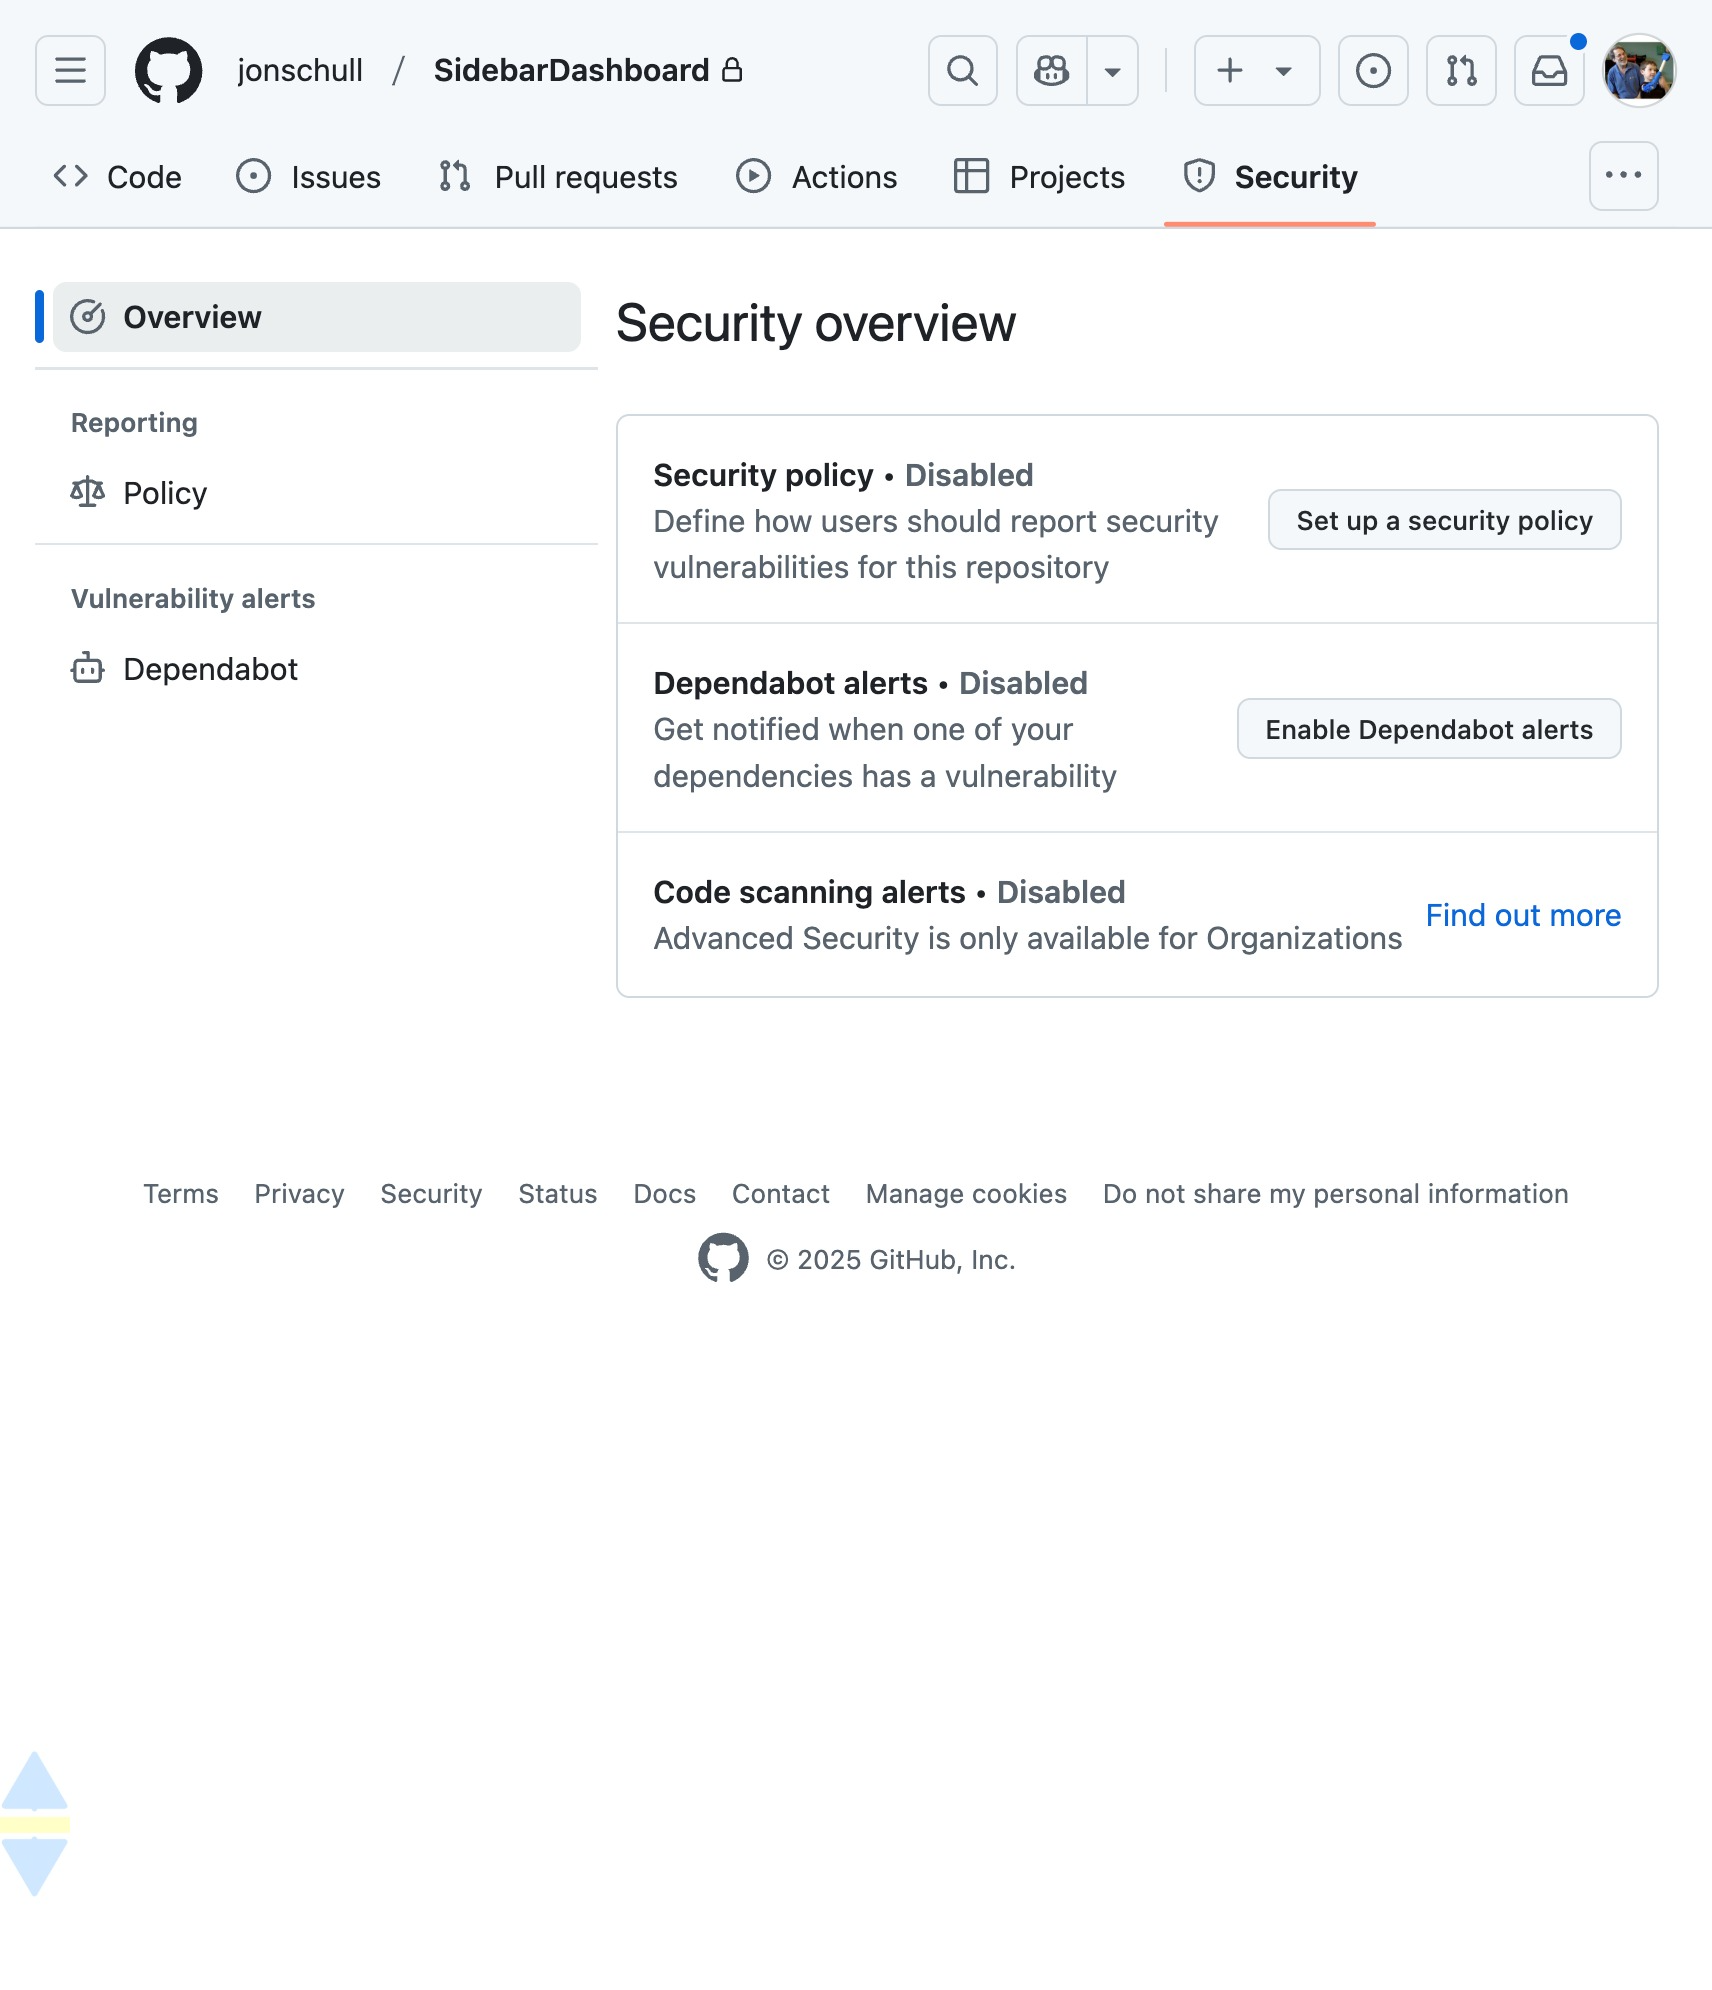 jonschull / SidebarDashboard
Code Issues Pull requests Actions Projects Security
Overview
Reporting
Policy
Vulnerability alerts
Dependabot
Security overview
Security policy • Disabled
Define how users should report security
vulnerabilities for this repository
Set up a security policy
Dependabot alerts • Disabled
Get notified when one of your
dependencies has a vulnerability
Enable Dependabot alerts
Code scanning alerts • Disabled
Advanced Security is only available for Organizations
Find out more
Terms Privacy Security Status Docs Contact Manage cookies Do not share my personal information
© 2025 GitHub, Inc.